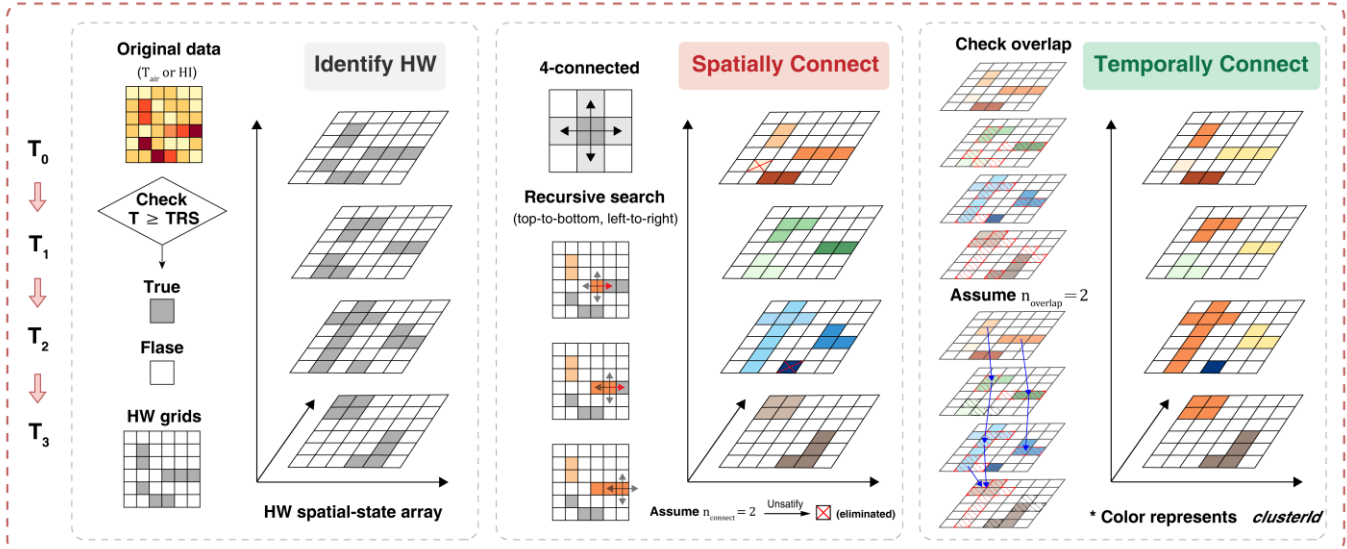 T0
T1
T2
T3
Original data
(Tair or HI)
Check
T ≥ TRS
True
Flase
HW grids
Identify HW
HW spatial-state array
4-connected
Recursive search
(top-to-bottom, left-to-right)
Spatially Connect
Assume nconnect = 2 Unsatify (eliminated)
Check overlap
Assume noverlap = 2
Temporally Connect
* Color represents clusterId